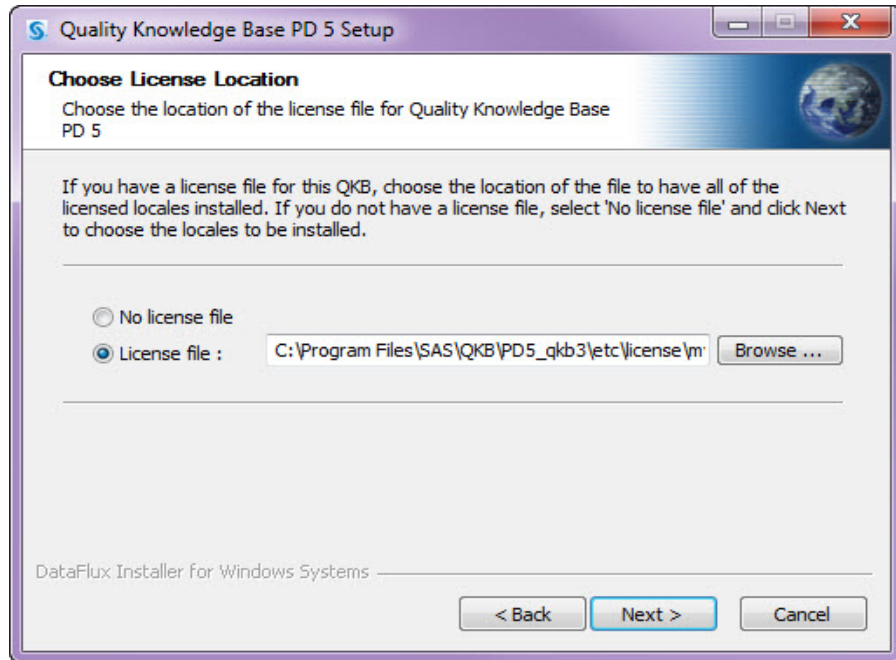 Quality Knowledge Base PD 5 Setup
Choose License Location
Choose the location of the license file for Quality Knowledge Base
PD 5
If you have a license file for this QKB, choose the location of the file to have all of the
licensed locales installed. If you do not have a license file, select 'No license file' and click Next
to choose the locales to be installed.
No license file
License file : C:\Program Files\SAS\QKB\PD5_qkb3\etc\license\m Browse ...
DataFlux Installer for Windows Systems
< Back Next > Cancel